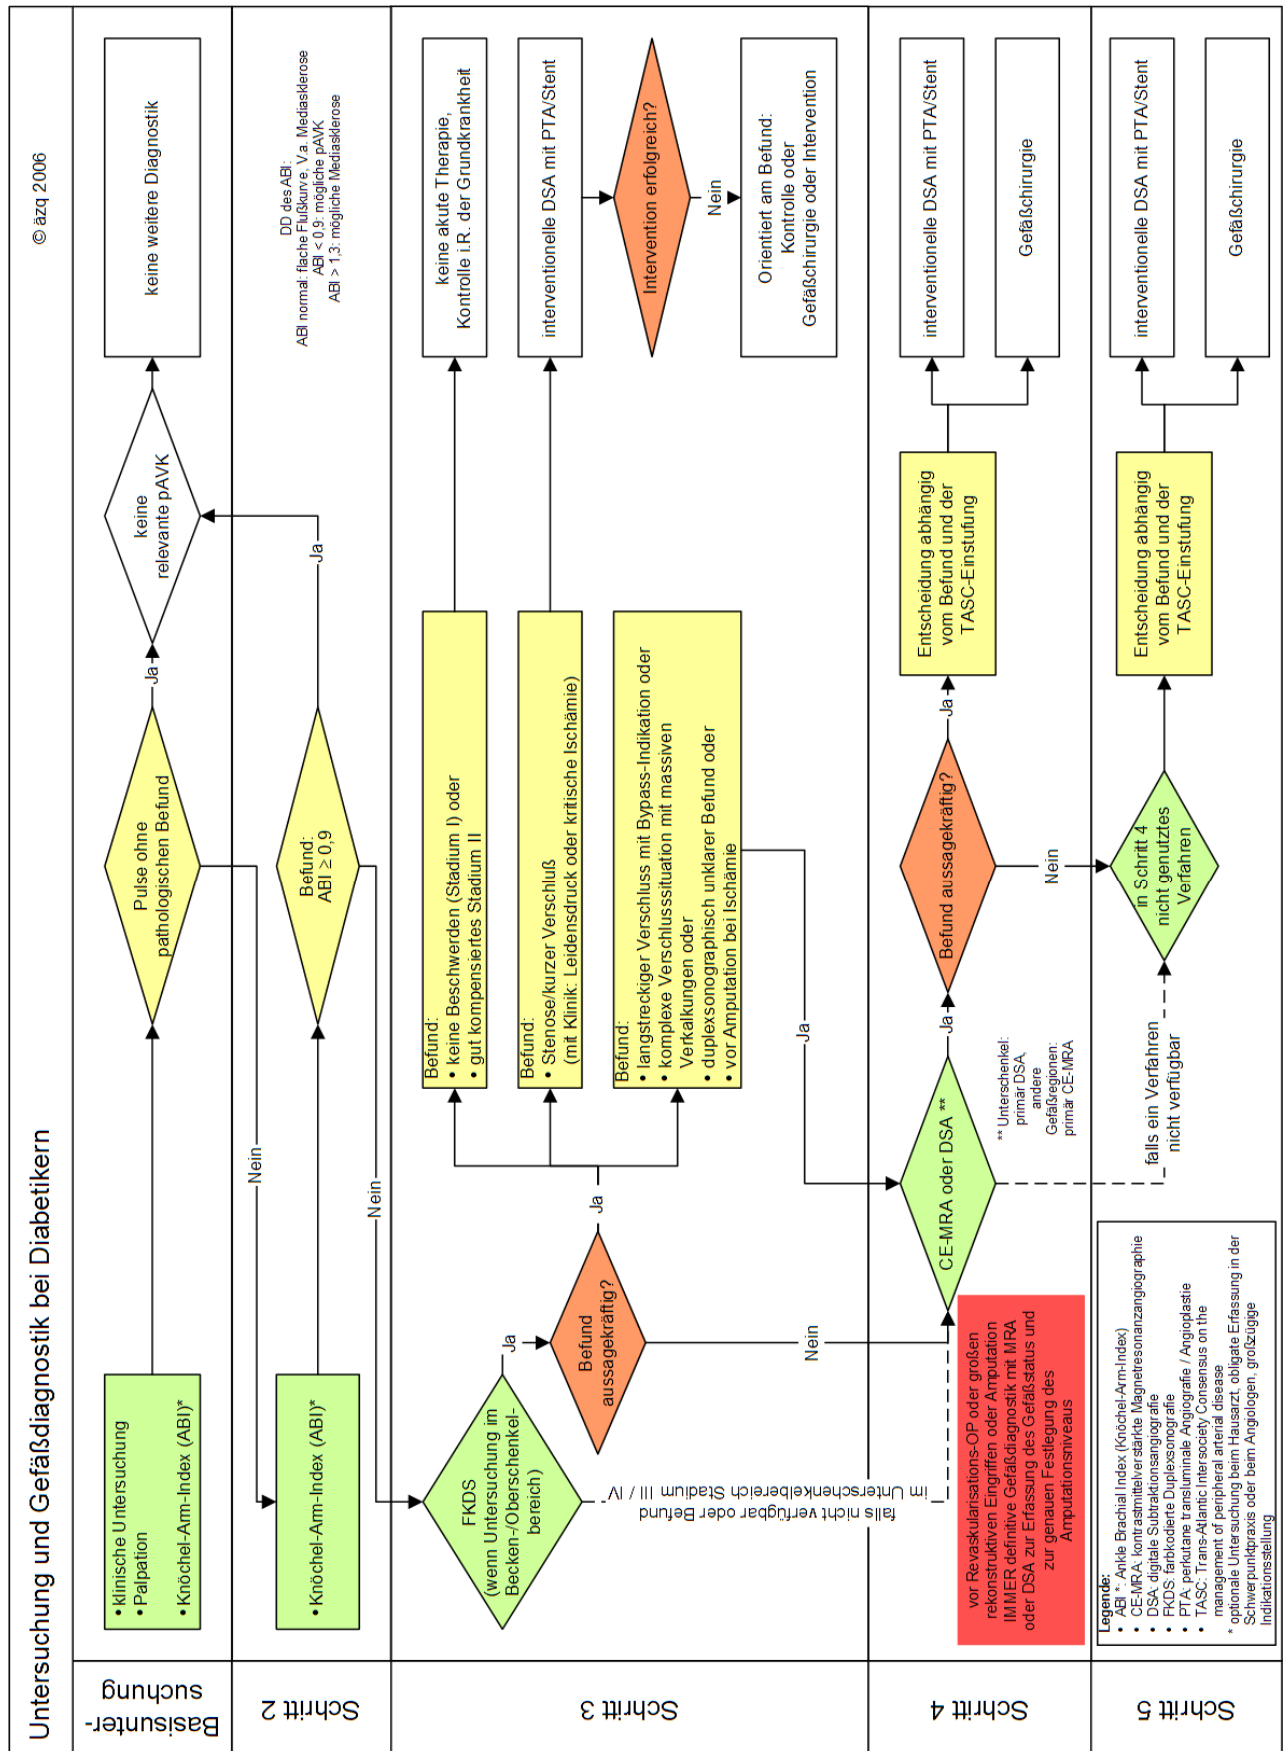 Untersuchung und Gefäßdiagnostik bei Diabetikern
© äzq 2006
Basisunter-
suchung
• klinische Untersuchung
• Palpation
• Knöchel-Arm-Index (ABI)*
Pulse ohne
pathologischen Befund
Ja
Nein
keine
relevante pAVK
keine weitere Diagnostik
Schritt 2
• Knöchel-Arm-Index (ABI)*
Befund:
ABI ≥ 0,9
Ja
Nein
DD des ABI:
ABI normal: flache Flußkurve, V.a. Mediasklerose
ABI < 0,9: mögliche pAVK
ABI > 1,3: mögliche Mediasklerose
Schritt 3
FKDS
(wenn Untersuchung im
Becken-/Oberschenkel-
bereich)
Ja
falls nicht verfügbar oder Befund
im Unterschenkelbereich Stadium III / IV
Befund
aussagekräftig?
Ja
Nein
Befund:
• keine Beschwerden (Stadium I) oder
• gut kompensiertes Stadium II
Befund:
• Stenose/kurzer Verschluß
(mit Klinik: Leidensdruck oder kritische Ischämie)
Befund:
• langstreckiger Verschluss mit Bypass-Indikation oder
• komplexe Verschlusssituation mit massiven
Verkalkungen oder
• duplexsonographisch unklarer Befund oder
• vor Amputation bei Ischämie
Ja
keine akute Therapie,
Kontrolle i.R. der Grundkrankheit
interventionelle DSA mit PTA/Stent
Intervention erfolgreich?
Nein
Orientiert am Befund:
Kontrolle oder
Gefäßchirurgie oder Intervention
Schritt 4
vor Revaskularisations-OP oder großen
rekonstruktiven Eingriffen oder Amputation
IMMER definitive Gefäßdiagnostik mit MRA
oder DSA zur Erfassung des Gefäßstatus und
zur genauen Festlegung des
Amputationsniveaus
CE-MRA oder DSA **
Ja
** Unterschenkel:
primär DSA,
andere
Gefäßregionen:
primär CE-MRA
Befund aussagekräftig?
Ja
Nein
Entscheidung abhängig
vom Befund und der
TASC-Einstufung
interventionelle DSA mit PTA/Stent
Gefäßchirurgie
Schritt 5
falls ein Verfahren
nicht verfügbar
in Schritt 4
nicht genutztes
Verfahren
Entscheidung abhängig
vom Befund und der
TASC-Einstufung
interventionelle DSA mit PTA/Stent
Gefäßchirurgie
Legende:
• ABI *: Ankle Brachial Index (Knöchel-Arm-Index)
• CE-MRA: kontrastmittelverstärkte Magnetresonanzangiographie
• DSA: digitale Subtraktionsangiografie
• FKDS: farbkodierte Duplexsonografie
• PTA: perkutane transluminale Angiografie / Angioplastie
• TASC: Trans-Atlantic Intersociety Consensus on the
management of peripheral arterial disease
* optionale Untersuchung beim Hausarzt, obligate Erfassung in der
Schwerpunktpraxis oder beim Angiologen, großzügige
Indikationsstellung